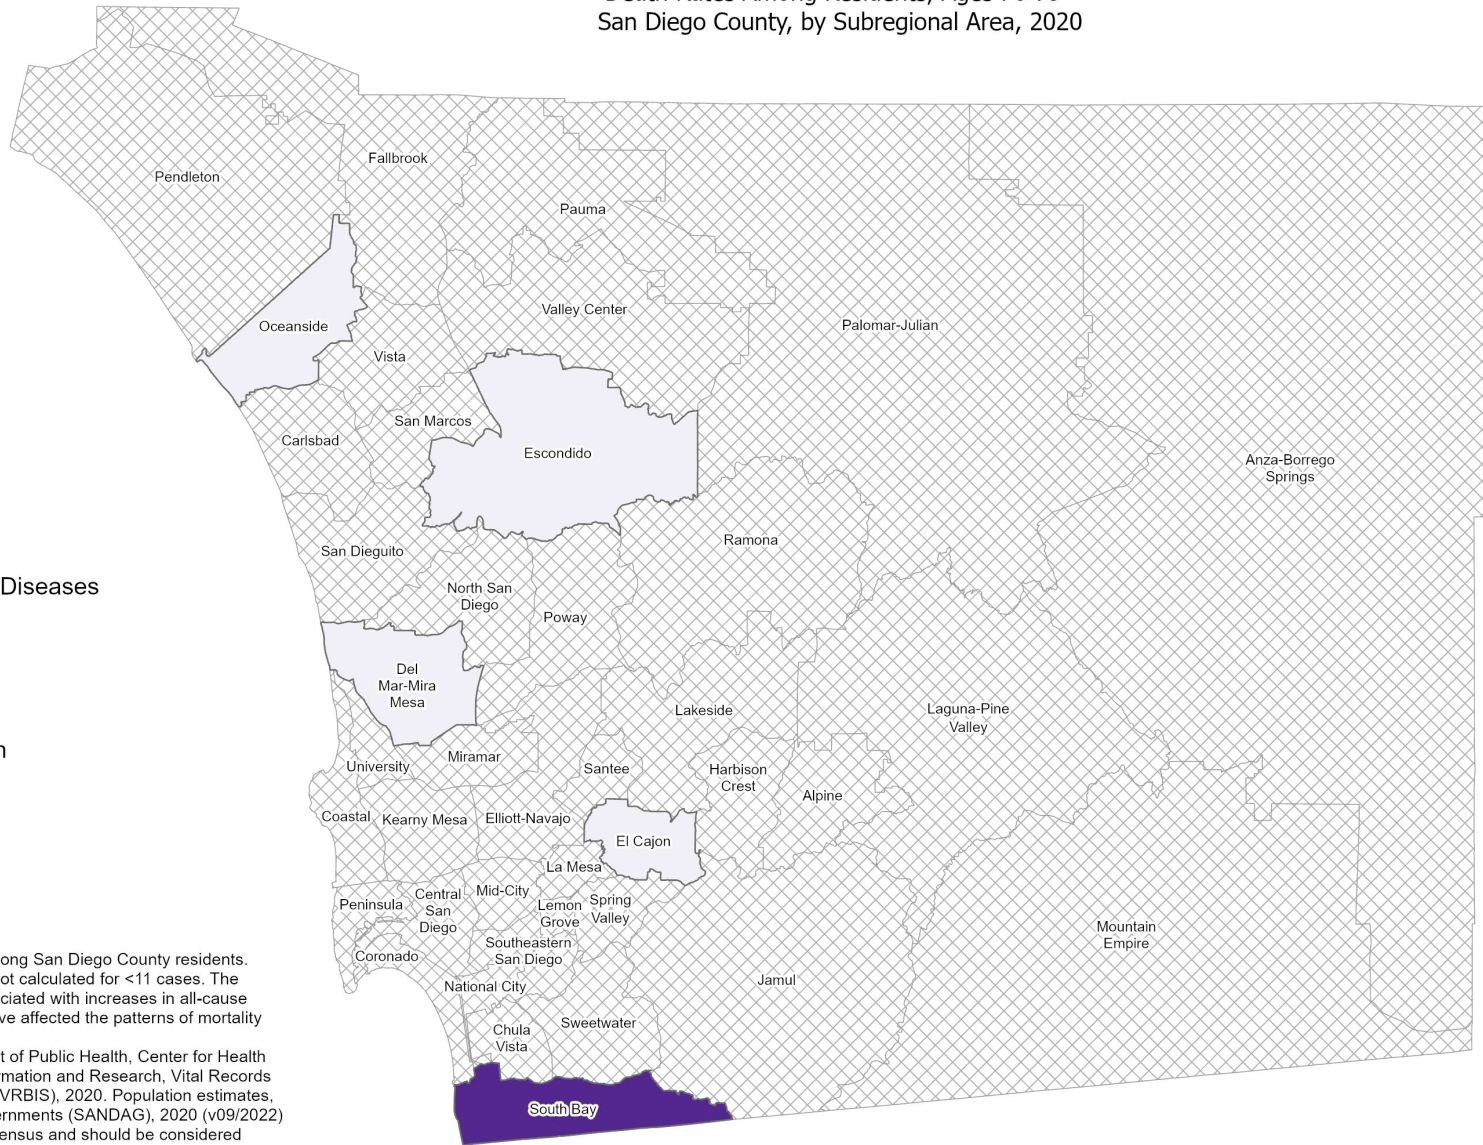 San Diego County, by Subregional Area, 2020
Pendleton
Fallbrook
Pauma
Oceanside
Valley Center
Palomar-Julian
Vista
San Marcos
Carlsbad
Escondido
Anza-Borrego
Springs
Ramona
San Dieguito
Diseases
North San
Diego
Poway
Del
Mar-Mira
Mesa
Lakeside
Laguna-Pine
Valley
University
Miramar
Santee
Harbison
Crest
Alpine
Coastal
Kearny Mesa
Elliott-Navajo
El Cajon
La Mesa
Mid-City
Peninsula
Central
San
Diego
Lemon
Grove
Spring
Valley
Mountain
Empire
Southeastern
San Diego
Coronado
National City
Jamul
Sweetwater
Chula
Vista
South Bay
ong San Diego County residents.
ot calculated for <11 cases. The
ciated with increases in all-cause
ve affected the patterns of mortality
t of Public Health, Center for Health
rmation and Research, Vital Records
VRBIS), 2020. Population estimates,
ernments (SANDAG), 2020 (v09/2022)
ensus and should be considered